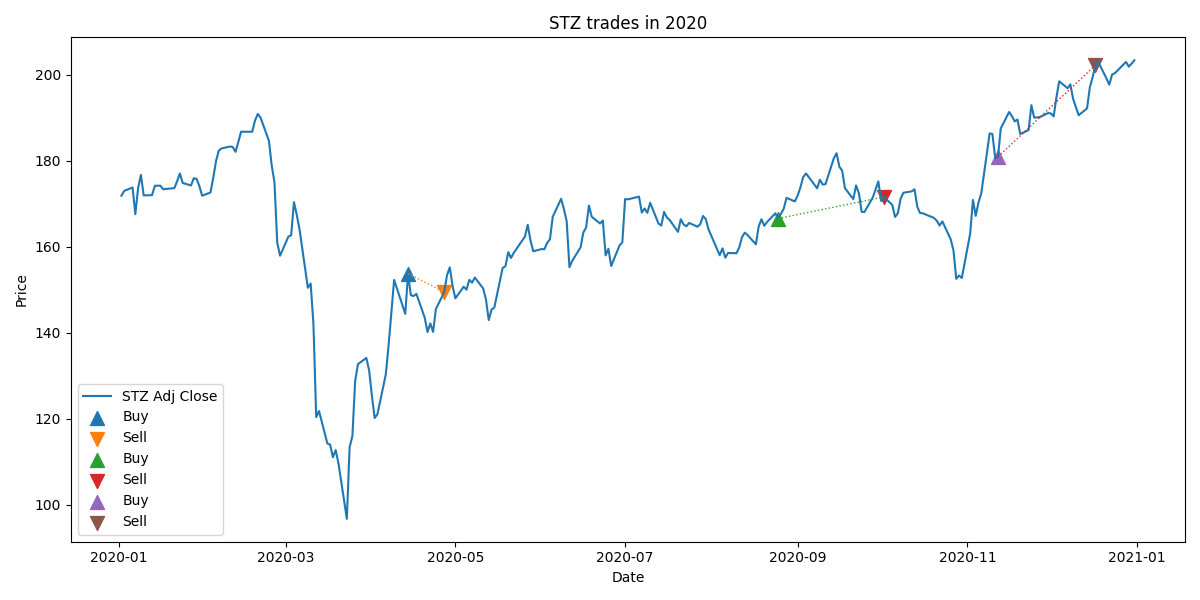 STZ trades in 2020
Price
200
180
160
140
120
100
STZ Adj Close
Buy
Sell
Buy
Sell
Buy
Sell
2020-01 2020-03 2020-05 2020-07 2020-09 2020-11 2021-01
Date